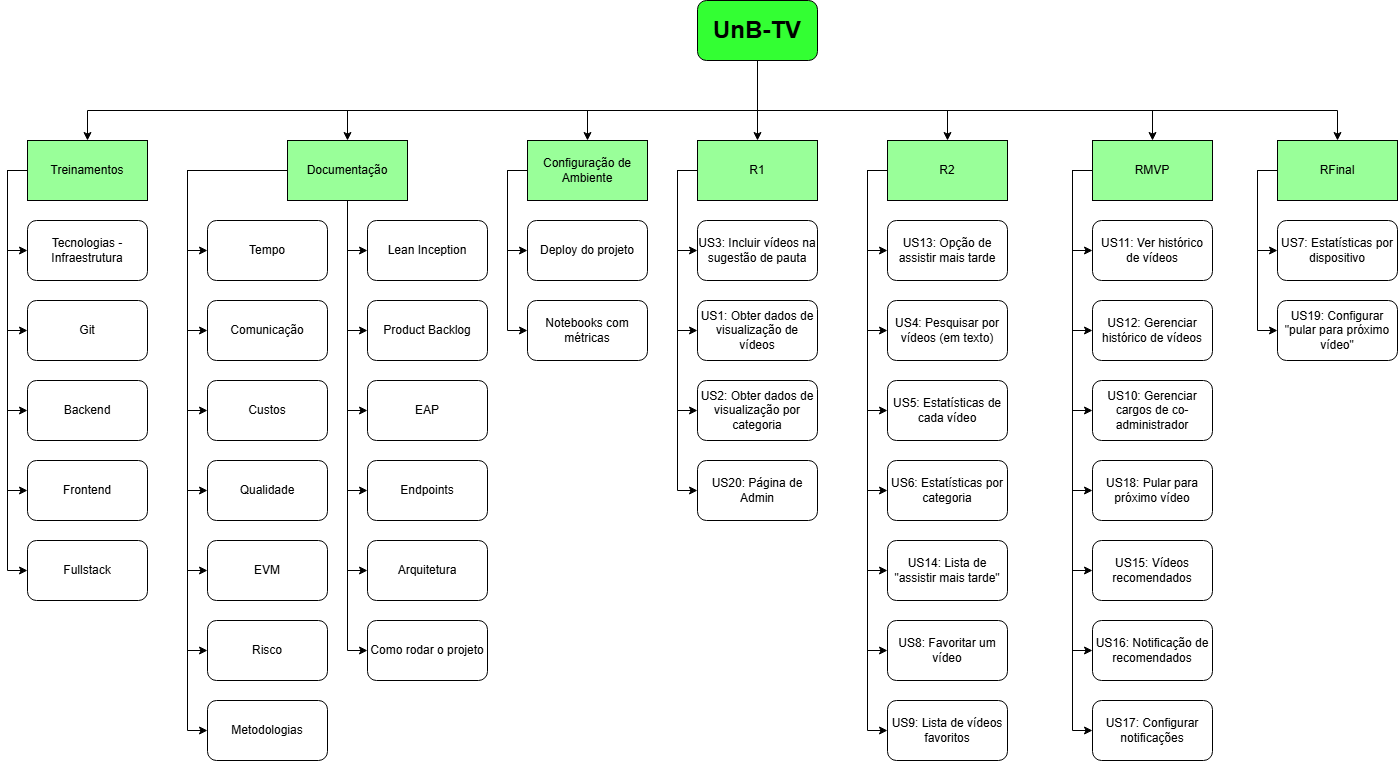 UnB-TV
Treinamentos
Tecnologias -
Infraestrutura
Git
Backend
Frontend
Fullstack
Documentação
Tempo
Comunicação
Custos
Qualidade
EVM
Risco
Metodologias
Lean Inception
Product Backlog
EAP
Endpoints
Arquitetura
Como rodar o projeto
Configuração de
Ambiente
Deploy do projeto
Notebooks com
métricas
R1
US3: Incluir vídeos na
sugestão de pauta
US1: Obter dados de
visualização de
vídeos
US2: Obter dados de
visualização por
categoria
US20: Página de
Admin
R2
US13: Opção de
assistir mais tarde
US4: Pesquisar por
vídeos (em texto)
US5: Estatísticas de
cada vídeo
US6: Estatísticas por
categoria
US14: Lista de
"assistir mais tarde"
US8: Favoritar um
vídeo
US9: Lista de vídeos
favoritos
RMVP
US11: Ver histórico
de vídeos
US12: Gerenciar
histórico de vídeos
US10: Gerenciar
cargos de co-
administrador
US18: Pular para
próximo vídeo
US15: Vídeos
recomendados
US16: Notificação de
recomendados
US17: Configurar
notificações
RFinal
US7: Estatísticas por
dispositivo
US19: Configurar
"pular para próximo
vídeo"